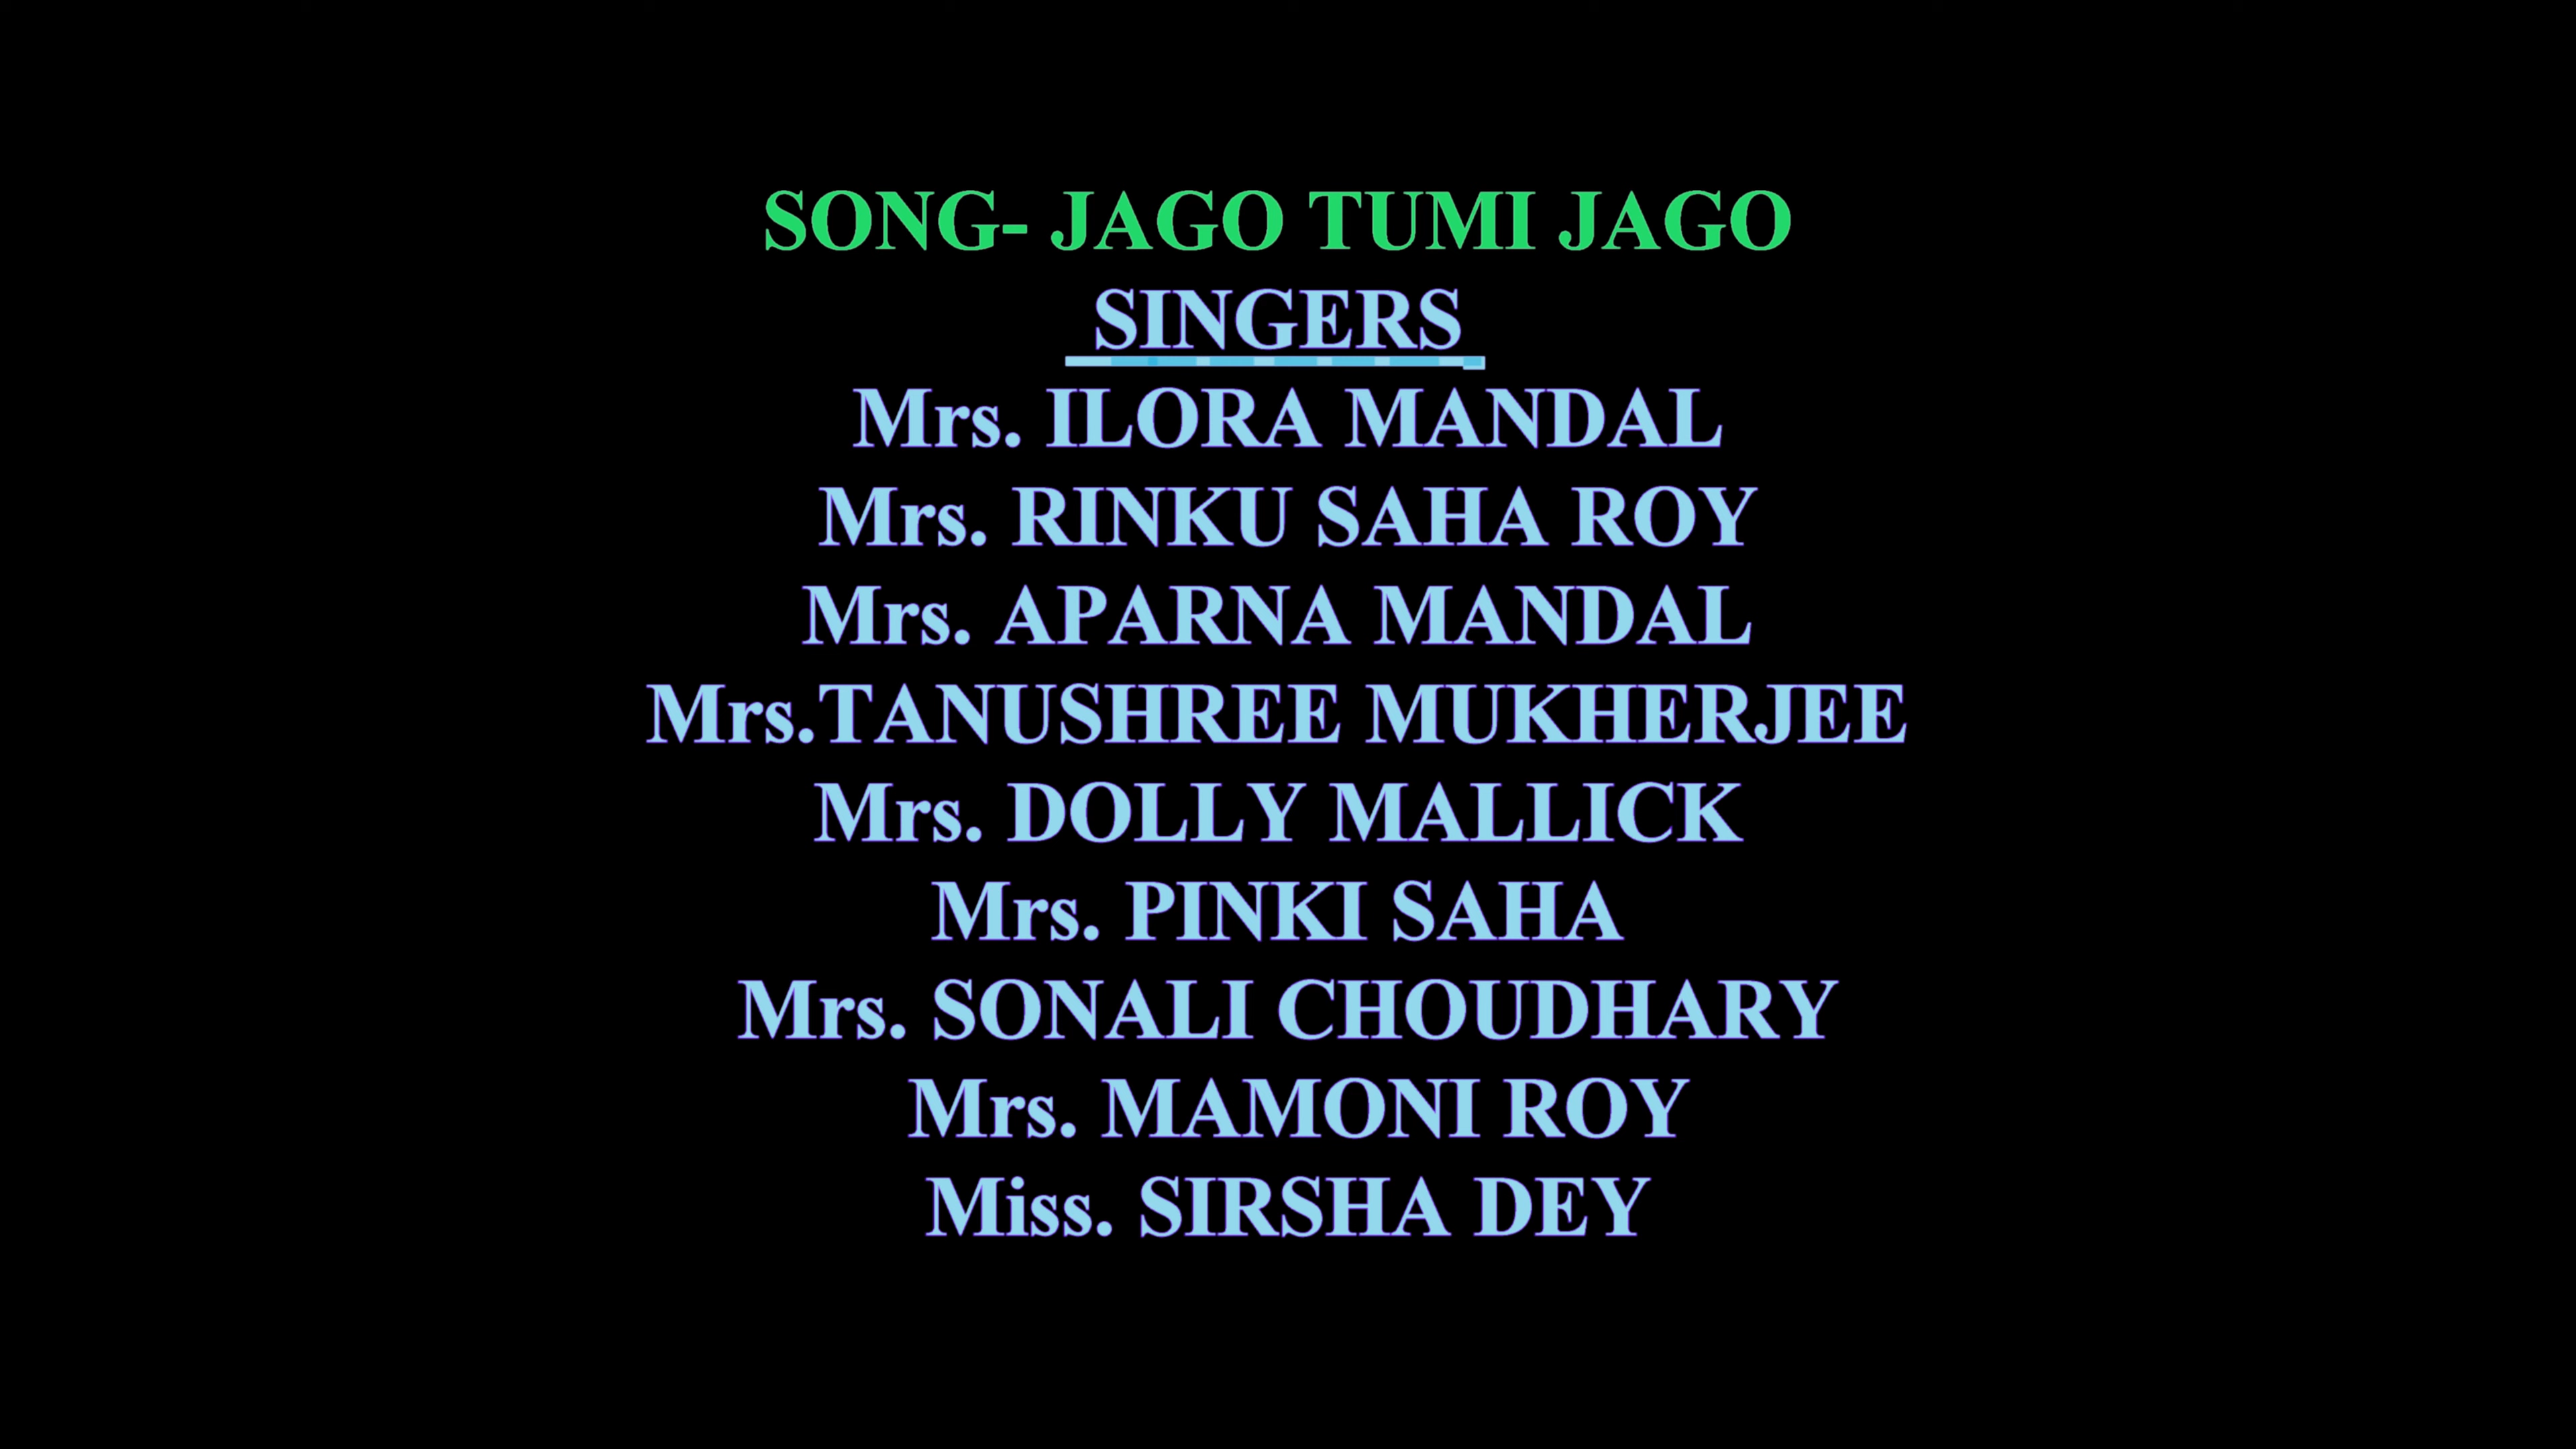 SONG- JAGO TUMI JAGO
SINGERS
Mrs. ILORA MANDAL
Mrs. RINKU SAHA ROY
Mrs. APARNA MANDAL
Mrs.TANUSHREE MUKHERJEE
Mrs. DOLLY MALLICK
Mrs. PINKI SAHA
Mrs. SONALI CHOUDHARY
Mrs. MAMONI ROY
Miss. SIRSHA DEY